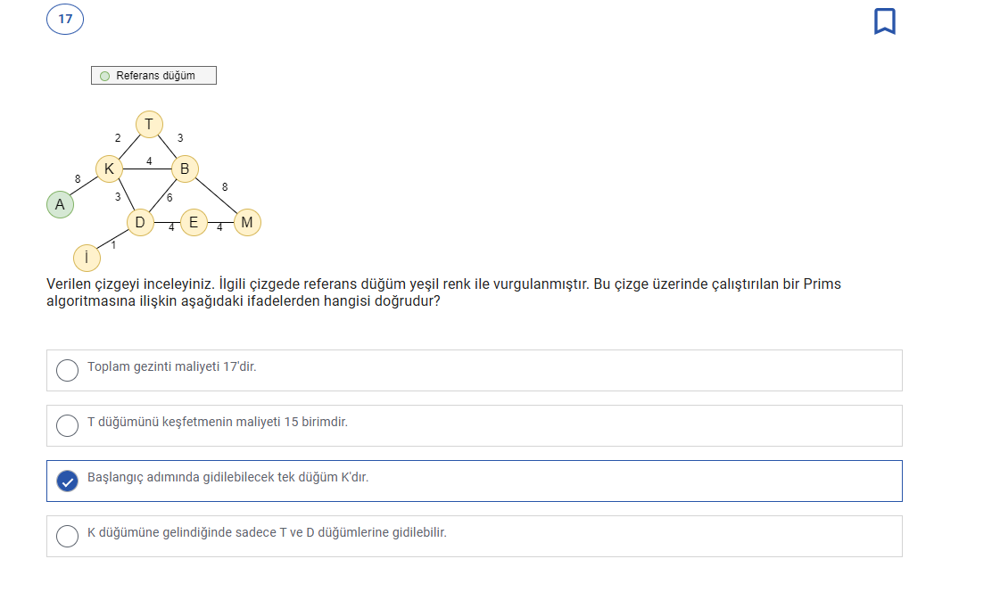 17
Referans düğüm
T
2
3
K
4
B
8
A
3
6
8
D
4
E
4
M
1
İ
Verilen çizgeyi inceleyiniz. İlgili çizgede referans düğüm yeşil renk ile vurgulanmıştır. Bu çizge üzerinde çalıştırılan bir Prims
algoritmasına ilişkin aşağıdaki ifadelerden hangisi doğrudur?
Toplam gezinti maliyeti 17'dir.
T düğümünü keşfetmenin maliyeti 15 birimdir.
Başlangıç adımında gidilebilecek tek düğüm K'dır.
K düğümüne gelindiğinde sadece T ve D düğümlerine gidilebilir.